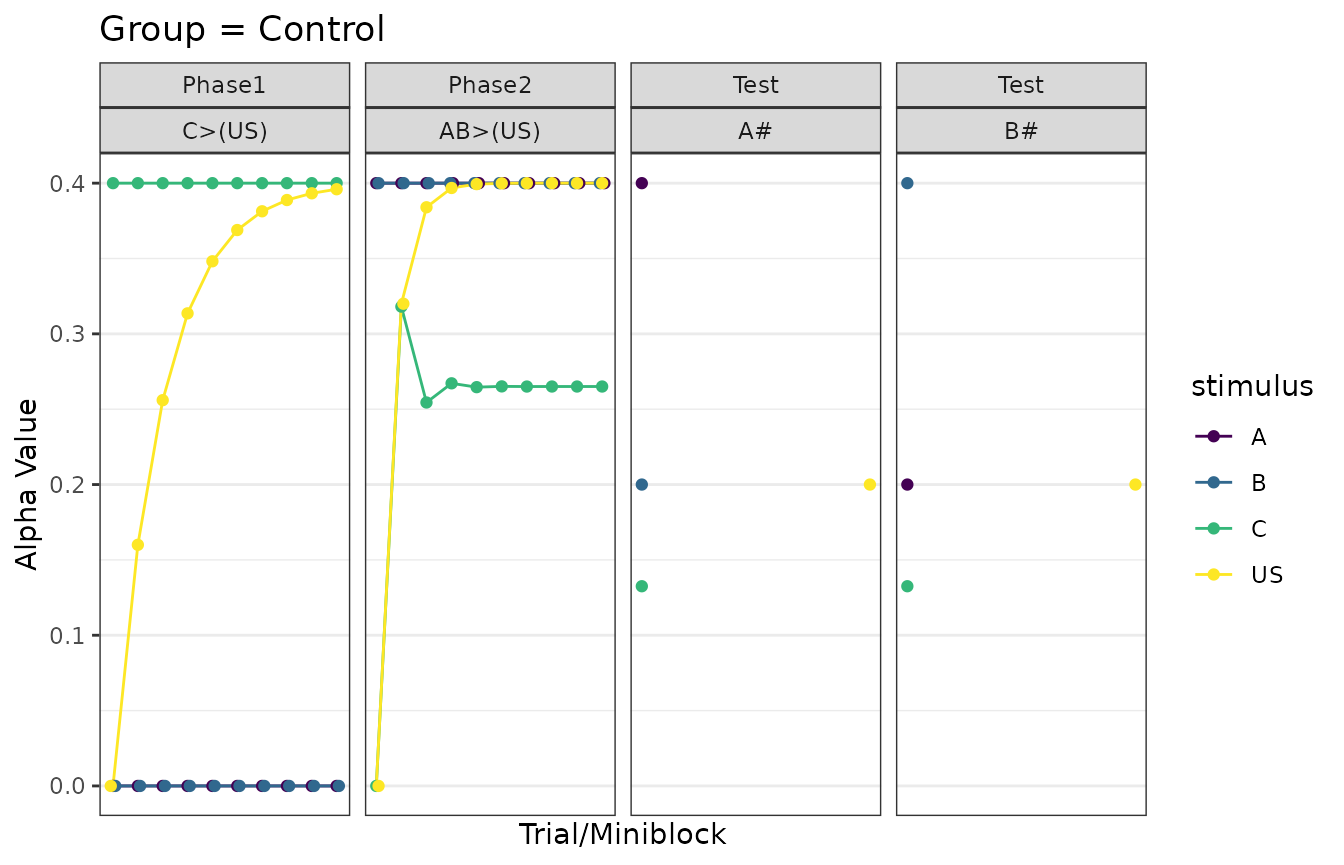 Group = Control
Phase1
Phase2
Test
Test
C>(US)
AB>(US)
A#
B#
0.4
0.3
0.2
0.1
0.0
Alpha Value
Trial/Miniblock
stimulus
A
B
C
US